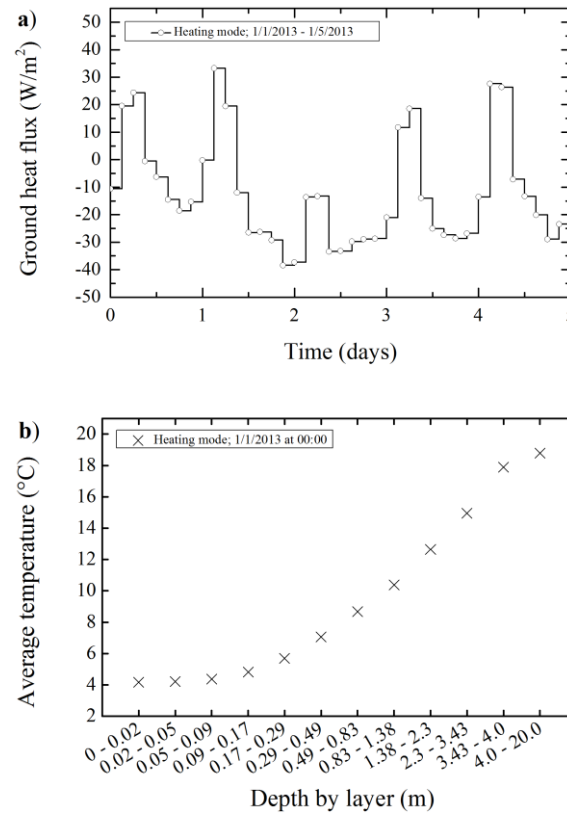 a)
Heating mode; 1/1/2013 - 1/5/2013
Ground heat flux (W/m²)
50
40
30
20
10
0
-10
-20
-30
-40
-50
0 1 2 3 4 5
Time (days)
b)
Heating mode; 1/1/2013 at 00:00
Average temperature (°C)
20
18
16
14
12
10
8
6
4
2
0 - 0.02
0.02 - 0.05
0.05 - 0.09
0.09 - 0.17
0.17 - 0.29
0.29 - 0.49
0.49 - 0.83
0.83 - 1.38
1.38 - 2.3
2.3 - 3.43
3.43 - 4.0
4.0 - 20.0
Depth by layer (m)